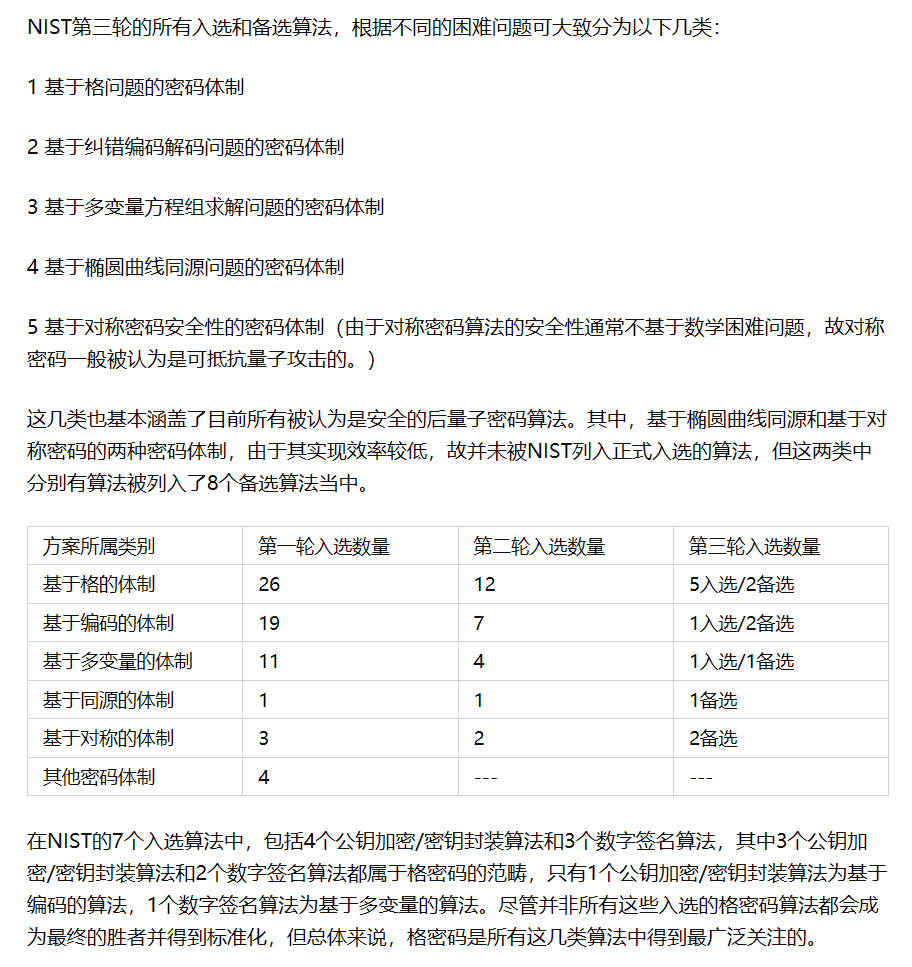 NIST第三轮的所有入选和备选算法，根据不同的困难问题可大致分为以下几类：
1 基于格问题的密码体制
2 基于纠错编码解码问题的密码体制
3 基于多变量方程组求解问题的密码体制
4 基于椭圆曲线同源问题的密码体制
5 基于对称密码安全性的密码体制（由于对称密码算法的安全性通常不基于数学困难问题，故对称
密码一般被认为是可抵抗量子攻击的。）
这几类也基本涵盖了目前所有被认为是安全的后量子密码算法。其中，基于椭圆曲线同源和基于对
称密码的两种密码体制，由于其实现效率较低，故并未被NIST列入正式入选的算法，但这两类中
分别有算法被列入了8个备选算法当中。
方案所属类别 第一轮入选数量 第二轮入选数量 第三轮入选数量
基于格的体制 26 12 5入选/2备选
基于编码的体制 19 7 1入选/2备选
基于多变量的体制 11 4 1入选/1备选
基于同源的体制 1 1 1备选
基于对称的体制 3 2 2备选
其他密码体制 4 --- ---
在NIST的7个入选算法中，包括4个公钥加密/密钥封装算法和3个数字签名算法，其中3个公钥加
密/密钥封装算法和2个数字签名算法都属于格密码的范畴，只有1个公钥加密/密钥封装算法为基于
编码的算法，1个数字签名算法为基于多变量的算法。尽管并非所有这些入选的格密码算法都会成
为最终的胜者并得到标准化，但总体来说，格密码是所有这几类算法中得到最广泛关注的。